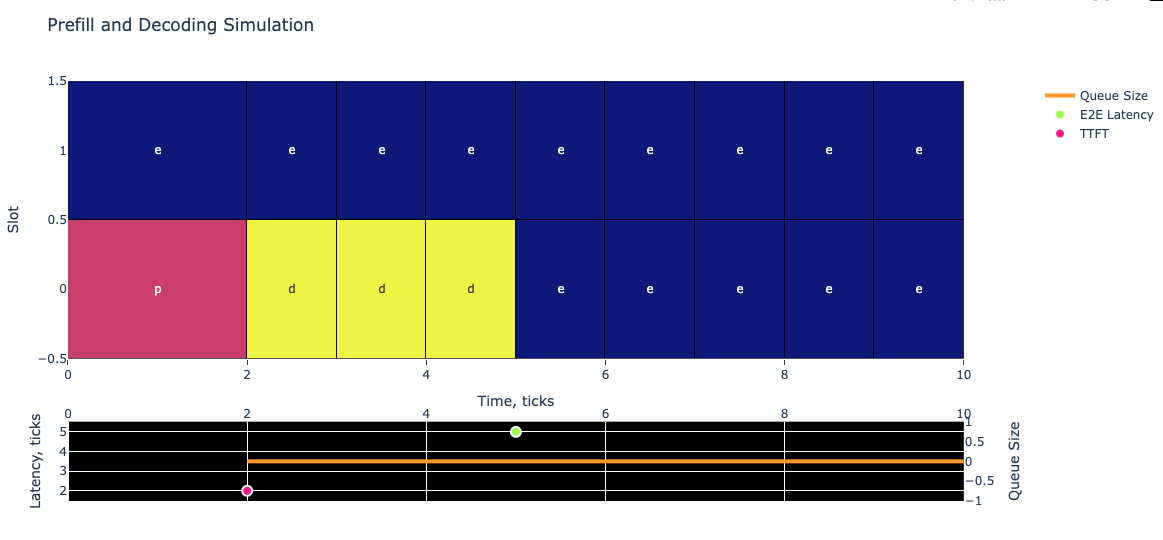 Prefill and Decoding Simulation
Queue Size
E2E Latency
TTFT
Slot
1.5
1
0.5
0
−0.5
e e e e e e e e e
p d d d e e e e e
0 2 4 6 8 10
Time, ticks
0 2 4 6 8 10
Latency, ticks
5
4
3
2
1
0.5
0
−0.5
−1
Queue Size